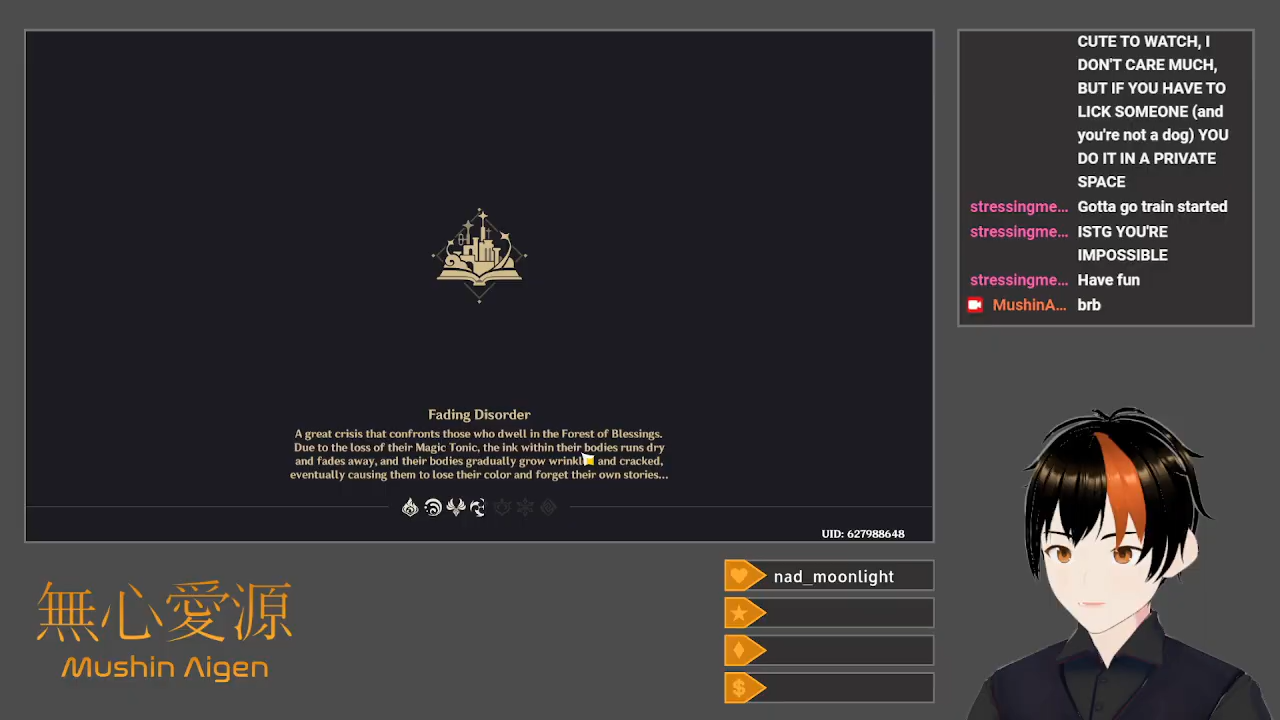 Fading Disorder
A great crisis that confronts those who dwell in the Forest of Blessings.
Due to the loss of their Magic Tonic, the ink within their bodies runs dry
and fades away, and their bodies gradually grow wrinkled and cracked,
eventually causing them to lose their color and forget their own stories...
UID: 627988648
CUTE TO WATCH, I
DON'T CARE MUCH,
BUT IF YOU HAVE TO
LICK SOMEONE (and
you're not a dog) YOU
DO IT IN A PRIVATE
SPACE
stressingme... Gotta go train started
stressingme... ISTG YOU'RE
IMPOSSIBLE
stressingme... Have fun
MushinA... brb
無心愛源
Mushin Aigen
nad_moonlight
$